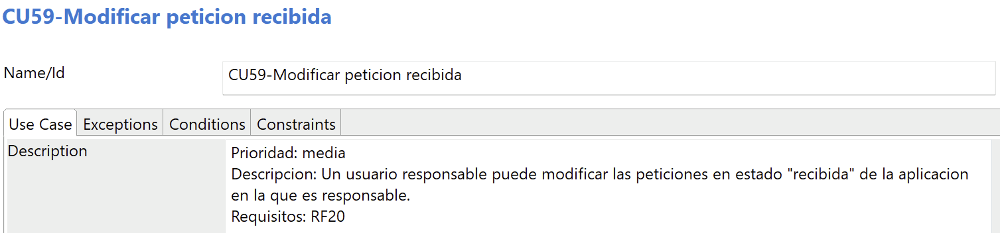 CU59-Modificar peticion recibida
Name/Id
CU59-Modificar peticion recibida
Use Case
Exceptions
Conditions
Constraints
Description
Prioridad: media
Descripcion: Un usuario responsable puede modificar las peticiones en estado "recibida" de la aplicacion
en la que es responsable.
Requisitos: RF20